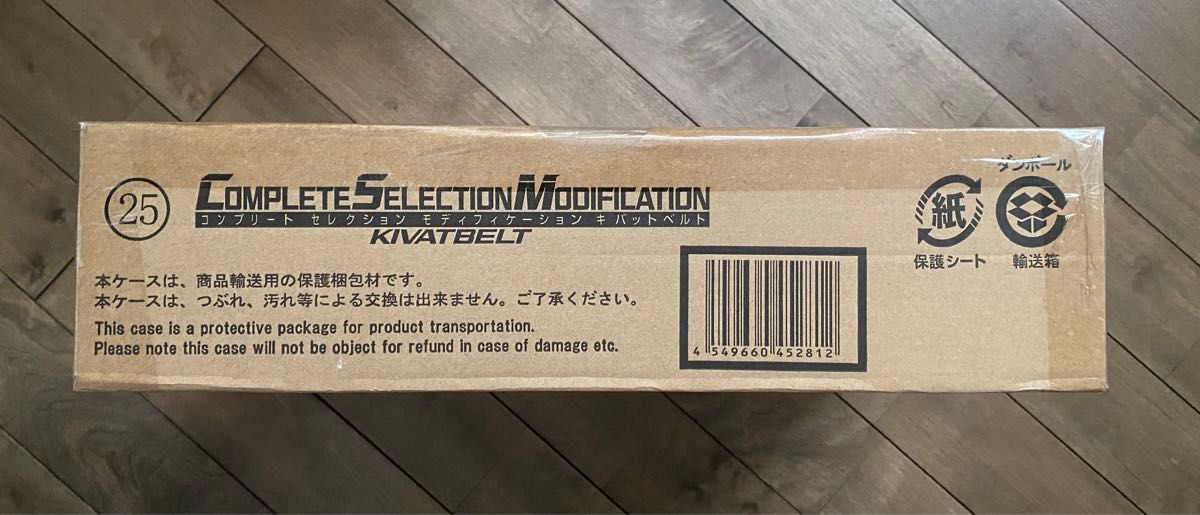 25
COMPLETE SELECTION MODIFICATION
コンプリート セレクション モディフィケーション キバットベルト
KIVATBELT
本ケースは、商品輸送用の保護梱包材です。
本ケースは、つぶれ、汚れ等による交換は出来ません。ご了承ください。
This case is a protective package for product transportation.
Please note this case will not be object for refund in case of damage etc.
4 549660 452812
紙
保護シート
ダンボール
輸送箱